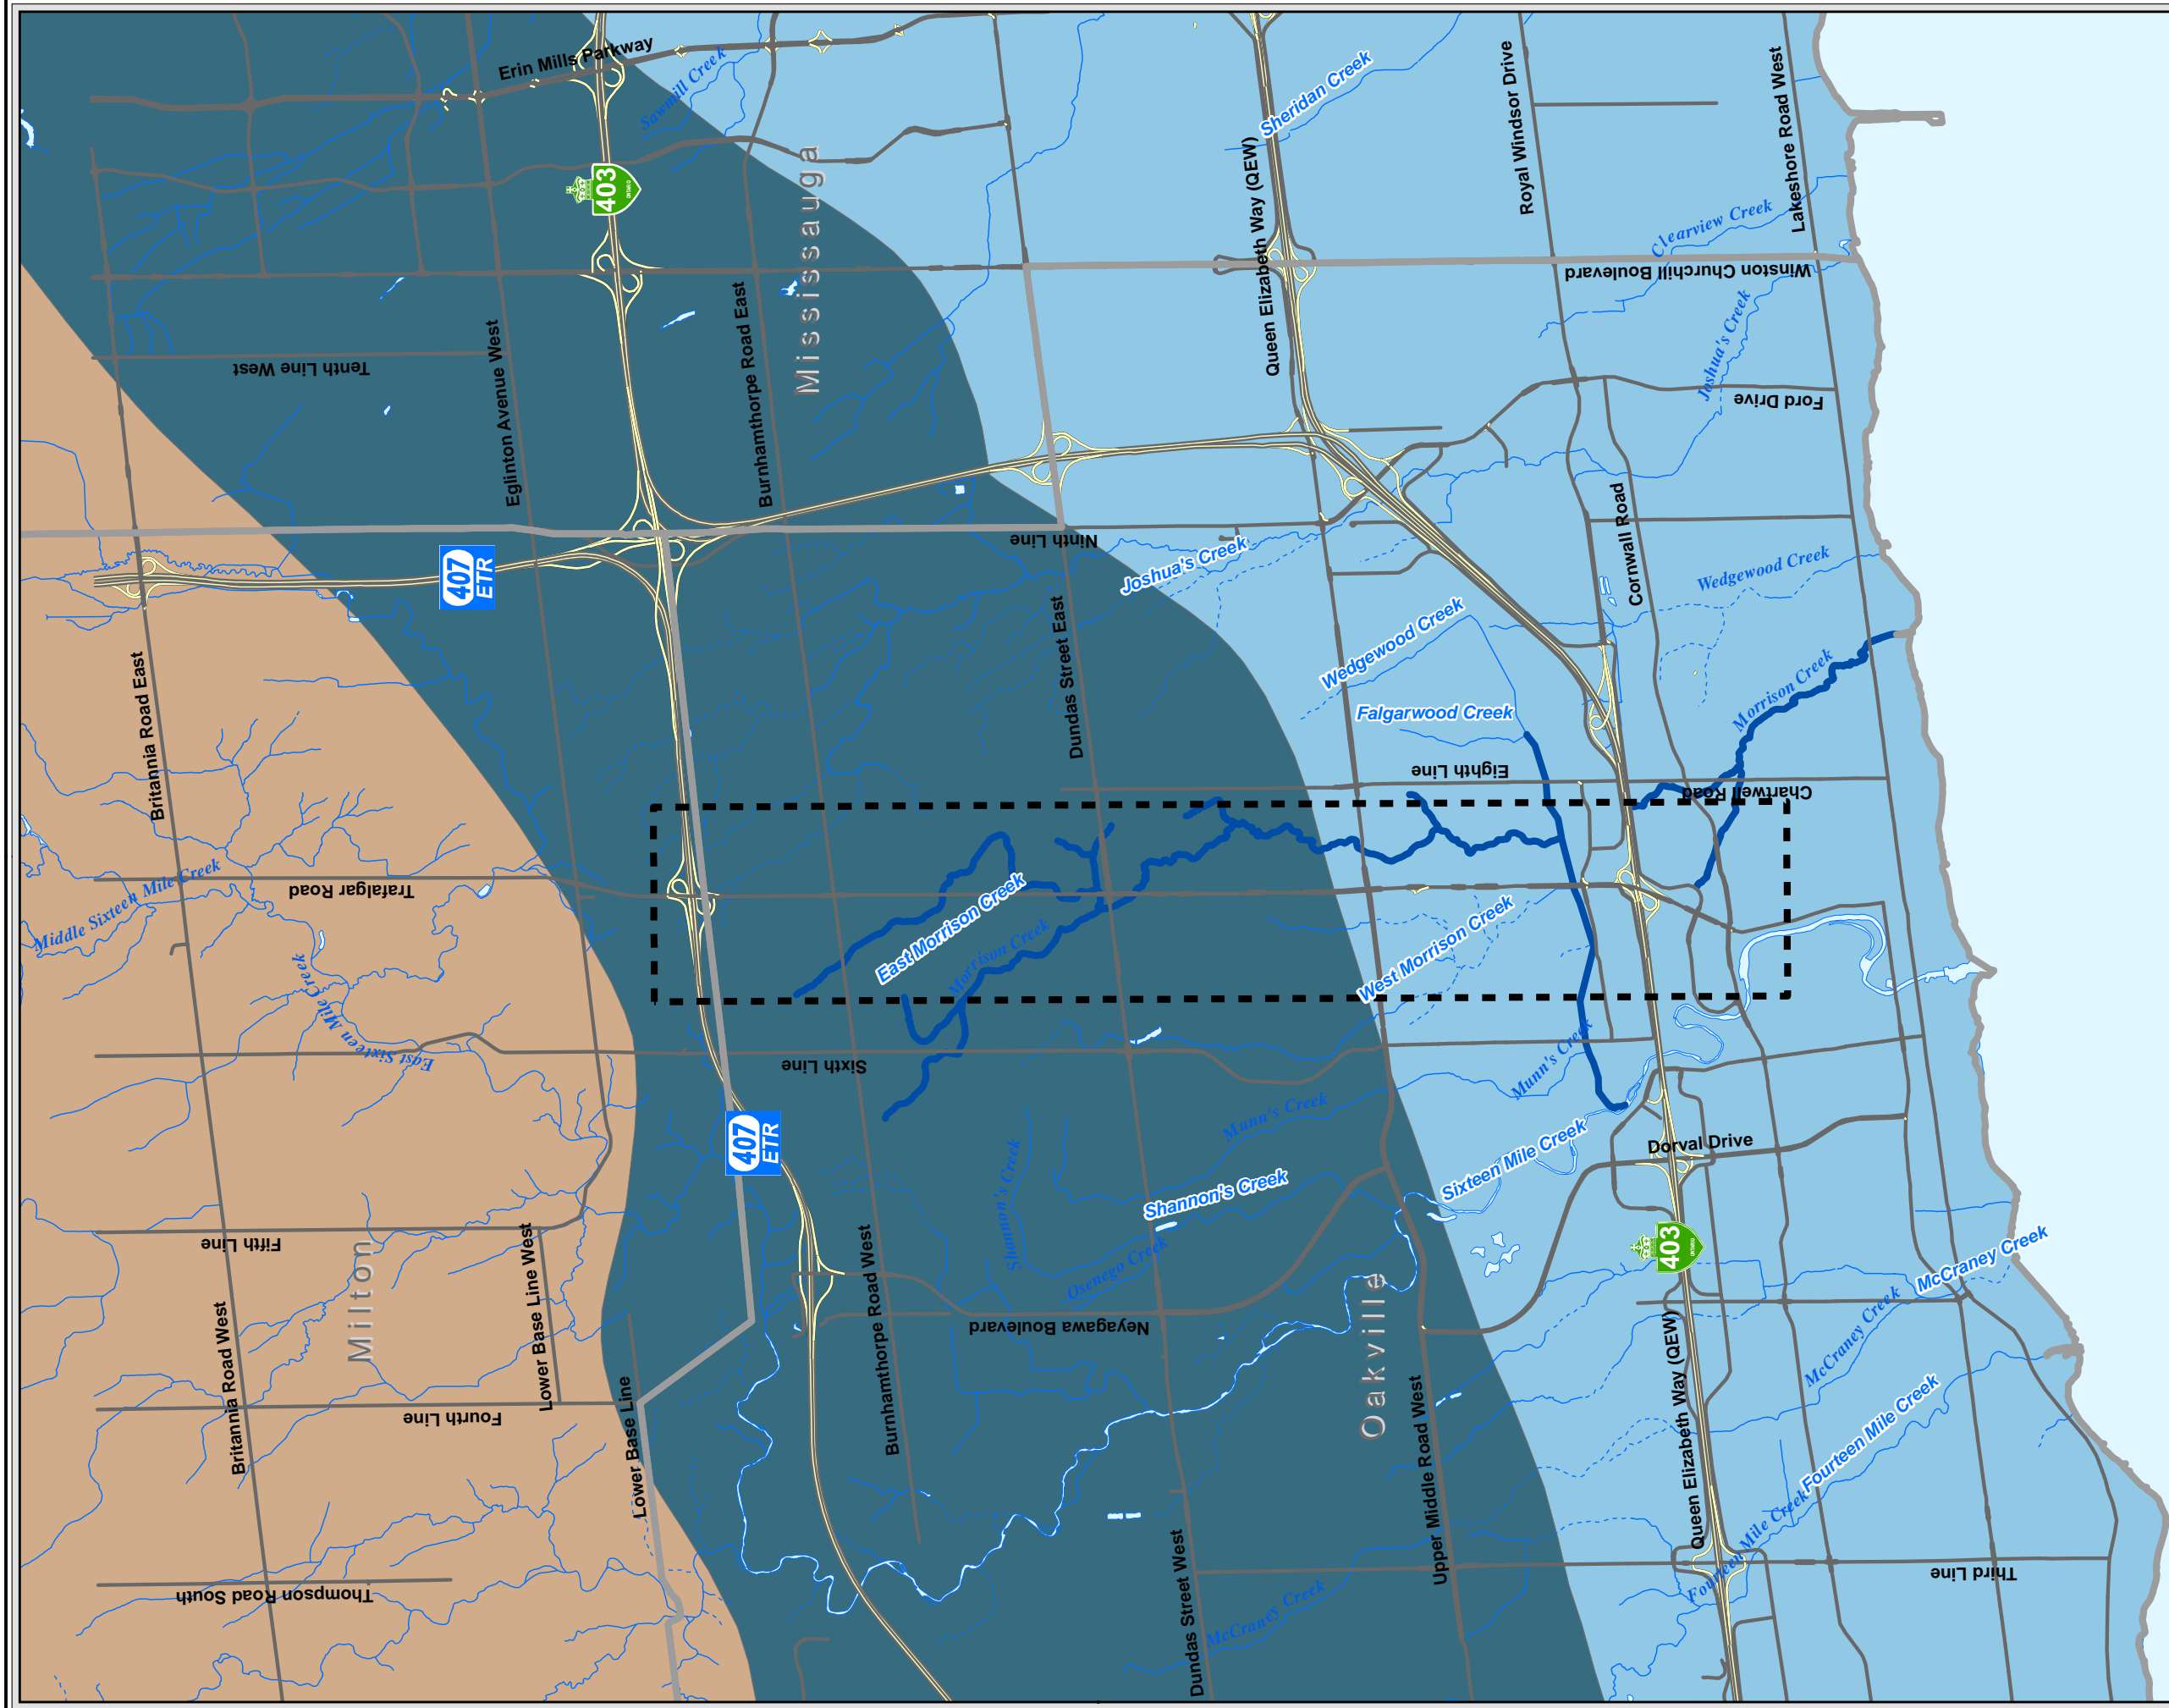 Erin Mills Parkway
Sawmill Creek
Sheridan Creek
Royal Windsor Drive
Lakeshore Road West
403
ONTARIO
Mississauga
Queen Elizabeth Way (QEW)
Clearview Creek
Winston Churchill Boulevard
Tenth Line West
Eglinton Avenue West
Burnhamthorpe Road East
Joshua's Creek
Ford Drive
407
ETR
Ninth Line
Joshua's Creek
Cornwall Road
Wedgewood Creek
Wedgewood Creek
Britannia Road East
Dundas Street East
Falgarwood Creek
Morrison Creek
Eighth Line
Chartwell Road
Middle Sixteen Mile Creek
Trafalgar Road
East Morrison Creek
Morrison Creek
West Morrison Creek
East Sixteen Mile Creek
Sixth Line
Munn's Creek
407
ETR
Munn's Creek
Dorval Drive
Sixteen Mile Creek
Shannon's Creek
Shannon's Creek
Fifth Line
Milton
Lower Base Line West
Osenego Creek
403
ONTARIO
McCraney Creek
Oakville
Neyagawa Boulevard
Burnhamthorpe Road West
Britannia Road West
McCraney Creek
Queen Elizabeth Way (QEW)
Fourth Line
Lower Base Line
Upper Middle Road West
Fourteen Mile Creek
Fourteen Mile Creek
Thompson Road South
Third Line
Dundas Street West
McCraney Creek